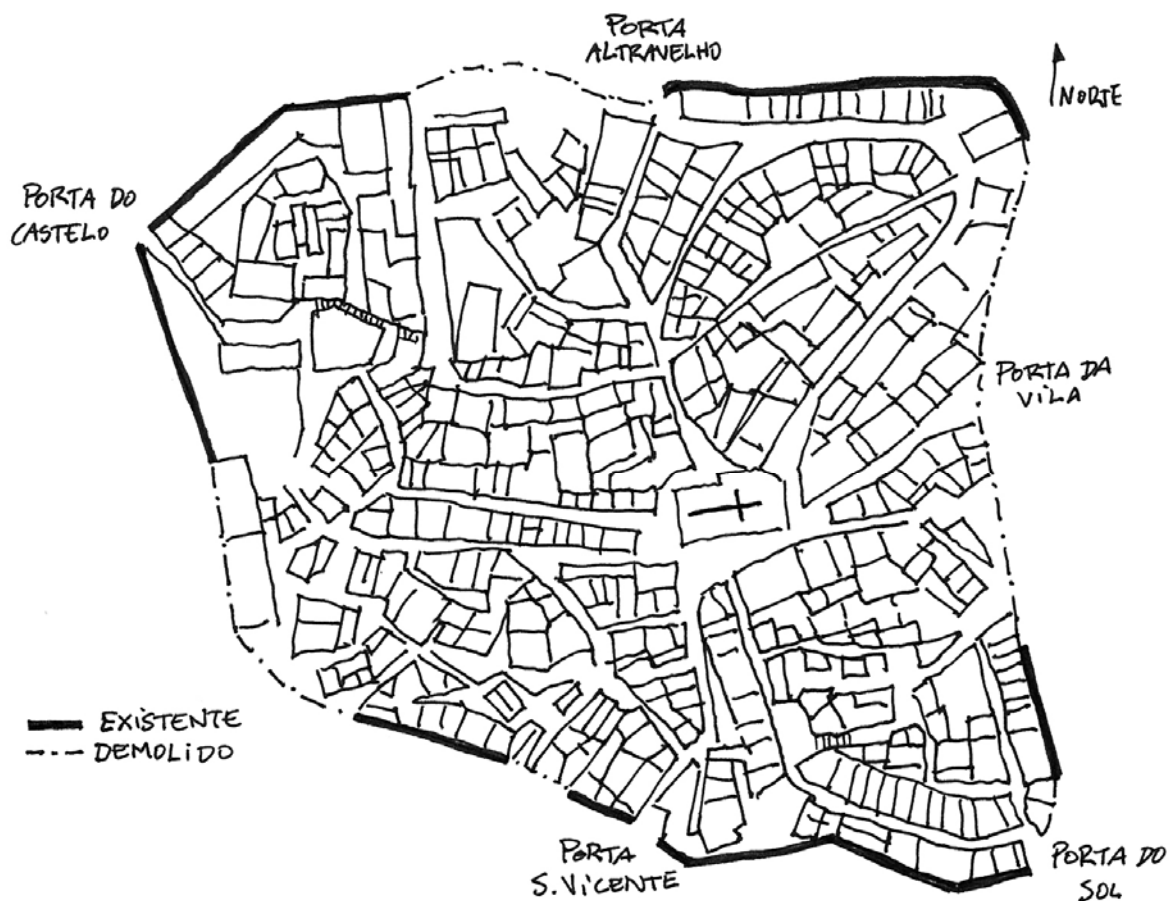 PORTA
ALTRAVELHO
NORTE
PORTA DO
CASTELO
PORTA DA
VILA
EXISTENTE
DEMOLIDO
PORTA
S. VICENTE
PORTA DO
SOL